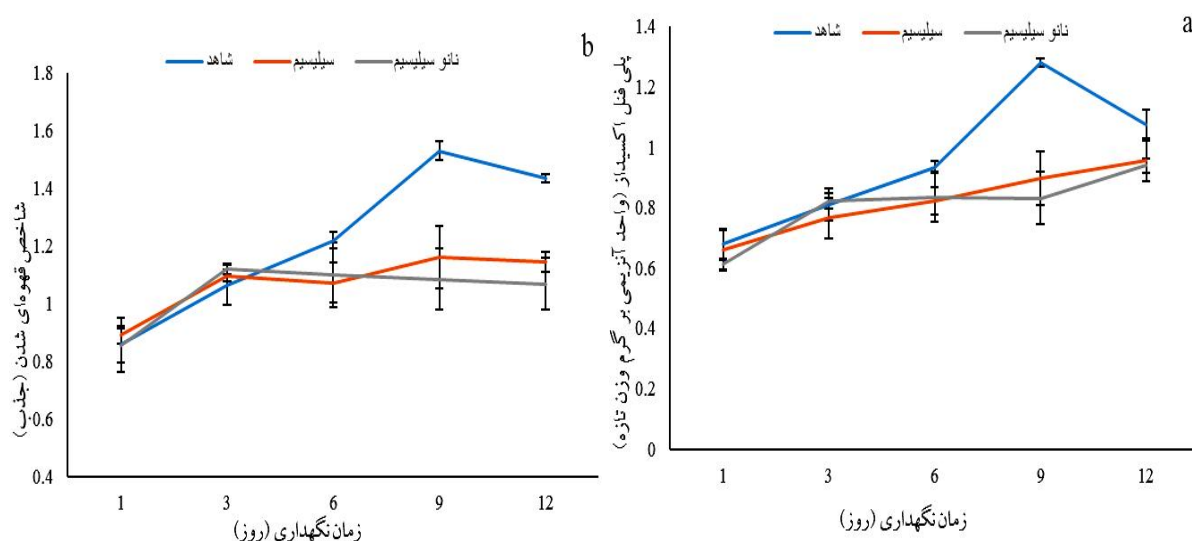 b
شاهد
سیلیسیم
نانو سیلیسیم
شاخص قهوه‌ای شدن (جذب)
1.8
1.6
1.4
1.2
1
0.8
0.6
0.4
1 3 6 9 12
زمان نگهداری (روز)
a
شاهد
سیلیسیم
نانو سیلیسیم
پلی فنل اکسیداز (واحد آنزیمی بر گرم وزن تازه)
1.4
1.2
1
0.8
0.6
0.4
0.2
0
1 3 6 9 12
زمان نگهداری (روز)